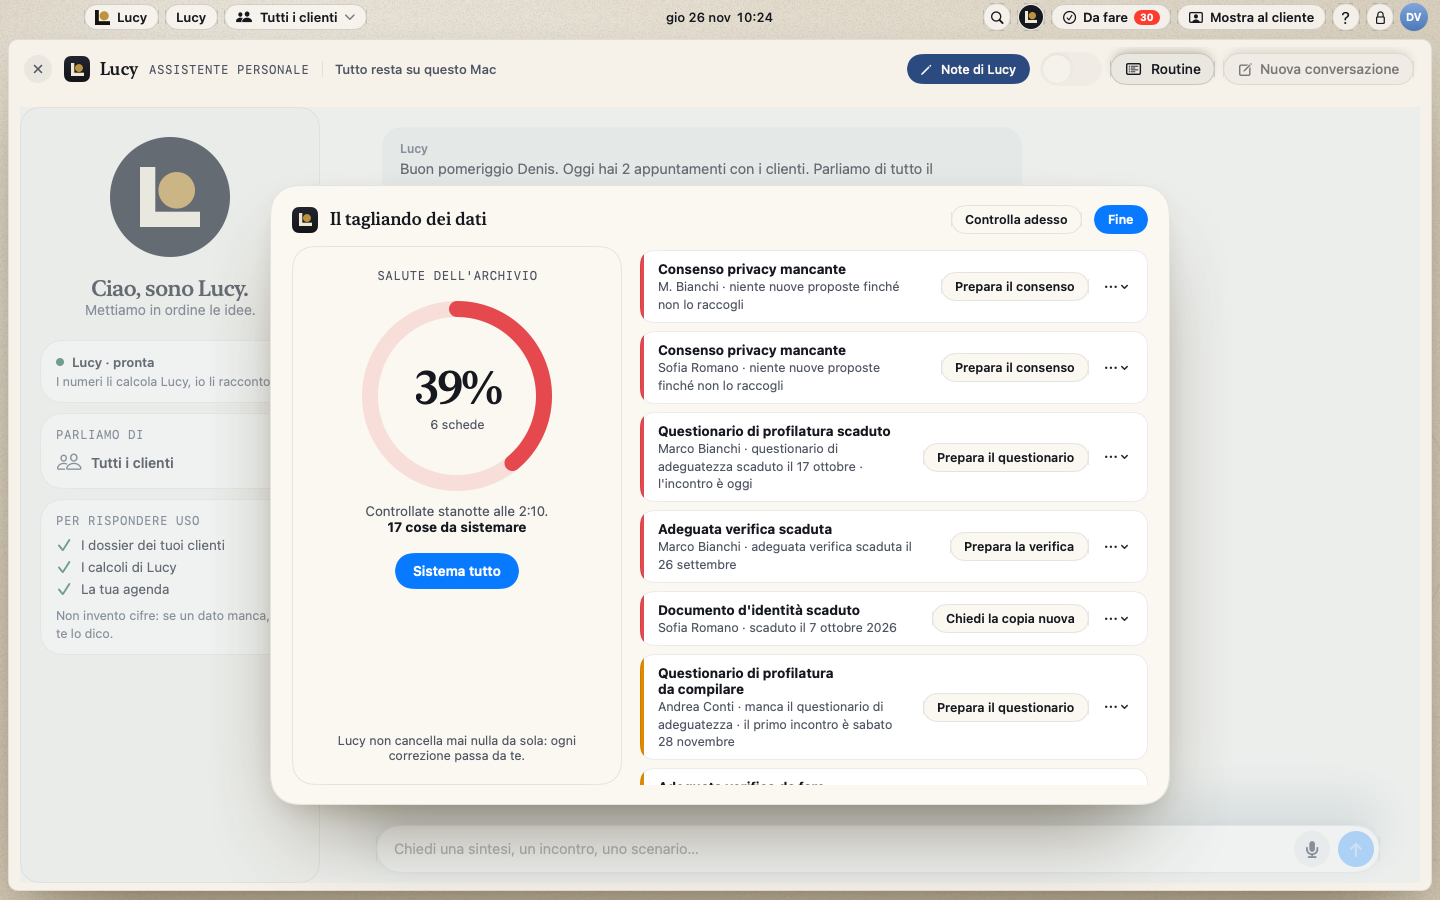 Lucy
Lucy
Tutti i clienti
gio 26 nov 10:24
Da fare 30
Mostra al cliente
?
DV
Lucy ASSISTENTE PERSONALE Tutto resta su questo Mac
Note di Lucy
Routine
Nuova conversazione
Ciao, sono Lucy.
Mettiamo in ordine le idee.
Lucy · pronta
I numeri li calcola Lucy, io li racconto
PARLIAMO DI
Tutti i clienti
PER RISPONDERE USO
I dossier dei tuoi clienti
I calcoli di Lucy
La tua agenda
Non invento cifre: se un dato manca,
te lo dico.
Lucy
Buon pomeriggio Denis. Oggi hai 2 appuntamenti con i clienti. Parliamo di tutto il
Il tagliando dei dati
Controlla adesso
Fine
SALUTE DELL'ARCHIVIO
39%
6 schede
Controllate stanotte alle 2:10.
17 cose da sistemare
Sistema tutto
Lucy non cancella mai nulla da sola: ogni
correzione passa da te.
Consenso privacy mancante
M. Bianchi · niente nuove proposte finché
non lo raccogli
Prepara il consenso
Consenso privacy mancante
Sofia Romano · niente nuove proposte
finché non lo raccogli
Prepara il consenso
Questionario di profilatura scaduto
Marco Bianchi · questionario di
adeguatezza scaduto il 17 ottobre ·
l'incontro è oggi
Prepara il questionario
Adeguata verifica scaduta
Marco Bianchi · adeguata verifica scaduta il
26 settembre
Prepara la verifica
Documento d'identità scaduto
Sofia Romano · scaduto il 7 ottobre 2026
Chiedi la copia nuova
Questionario di profilatura
da compilare
Andrea Conti · manca il questionario di
adeguatezza · il primo incontro è sabato
28 novembre
Prepara il questionario
Adeguata verifica da fare
Chiedi una sintesi, un incontro, uno scenario...